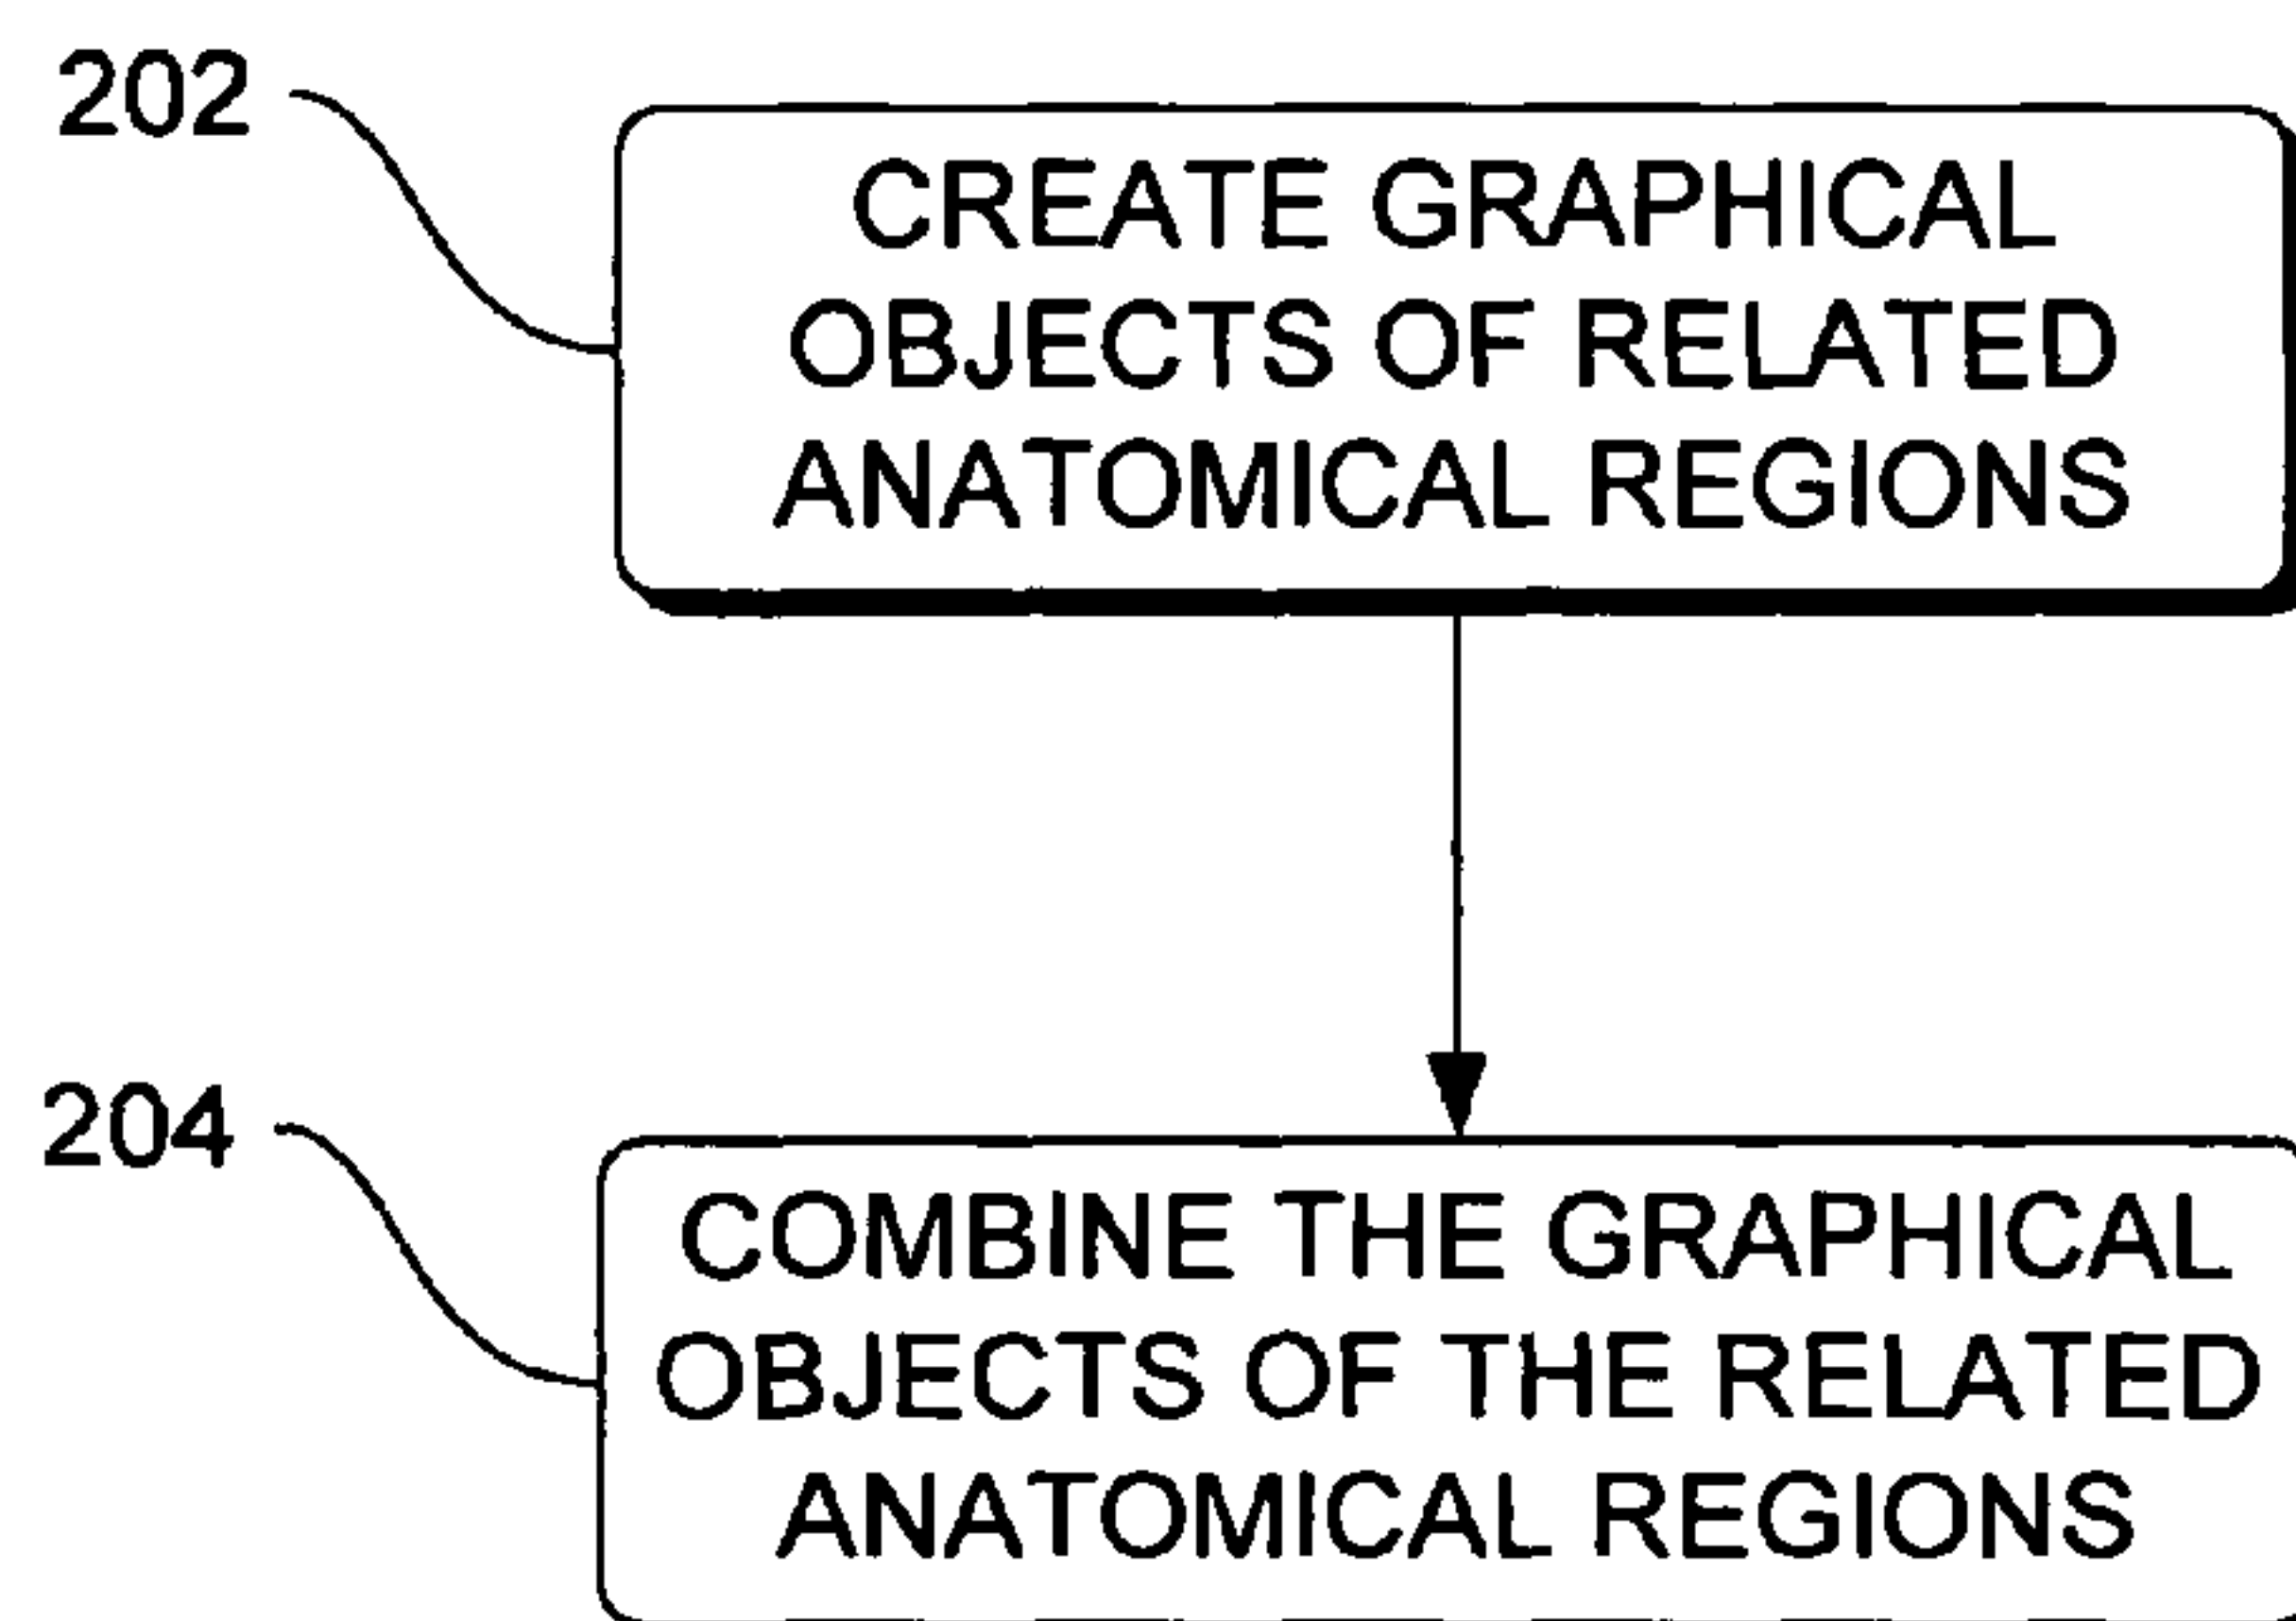 202
CREATE GRAPHICAL
OBJECTS OF RELATED
ANATOMICAL REGIONS
204
COMBINE THE GRAPHICAL
OBJECTS OF THE RELATED
ANATOMICAL REGIONS